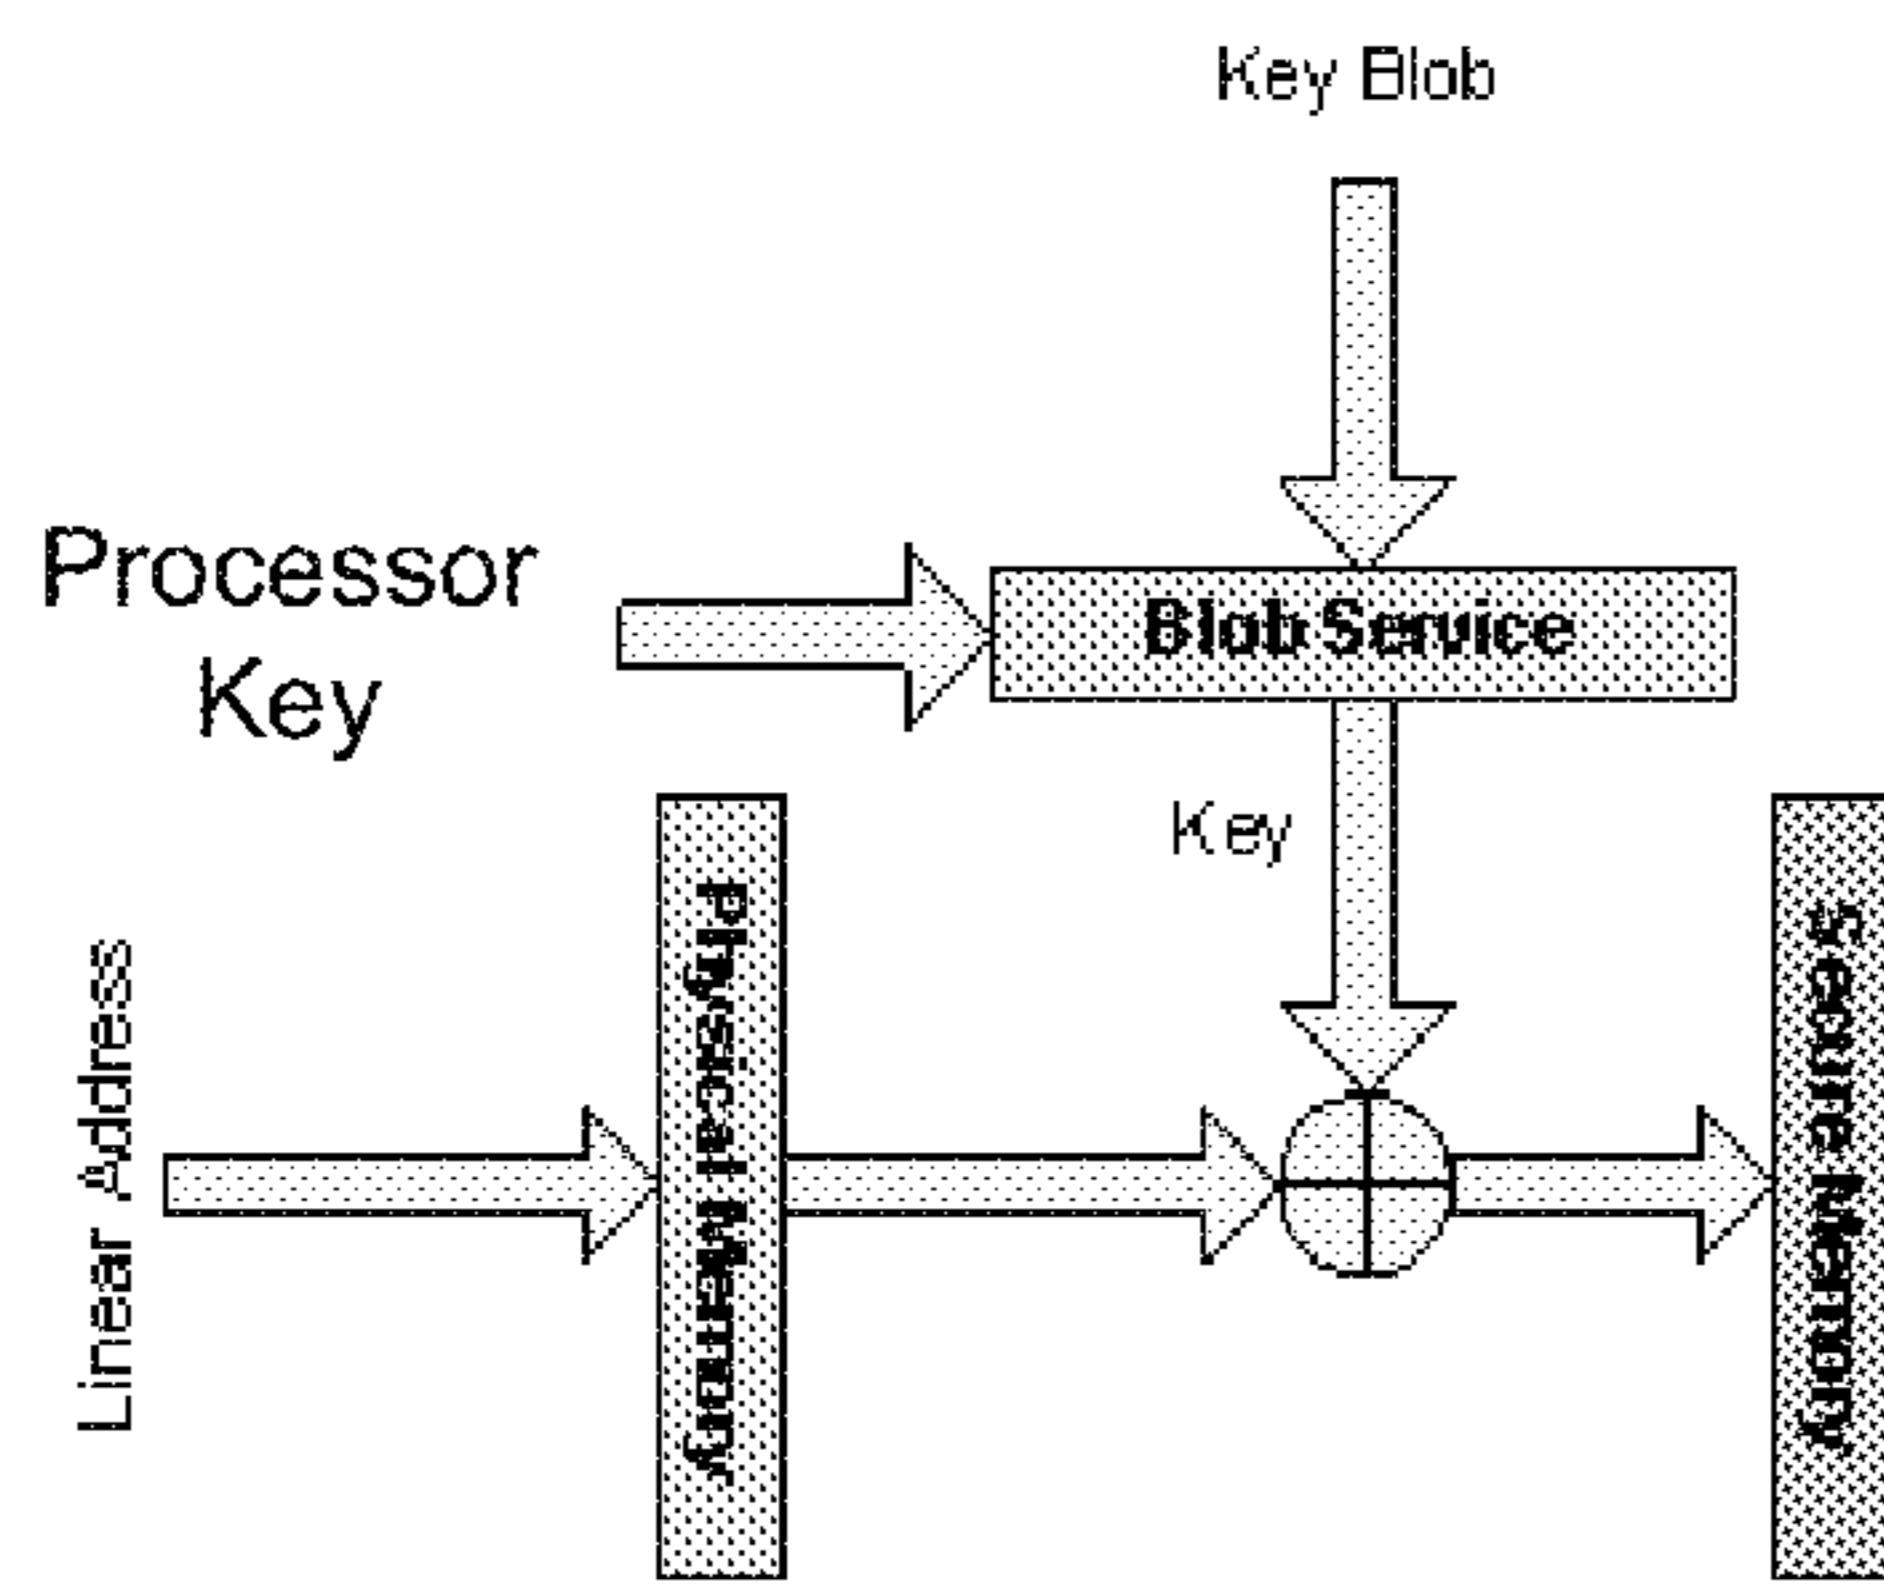 Key Blob
Processor
Key
Blob Service
Key
Linear Address
Physical Memory
Secure Memory